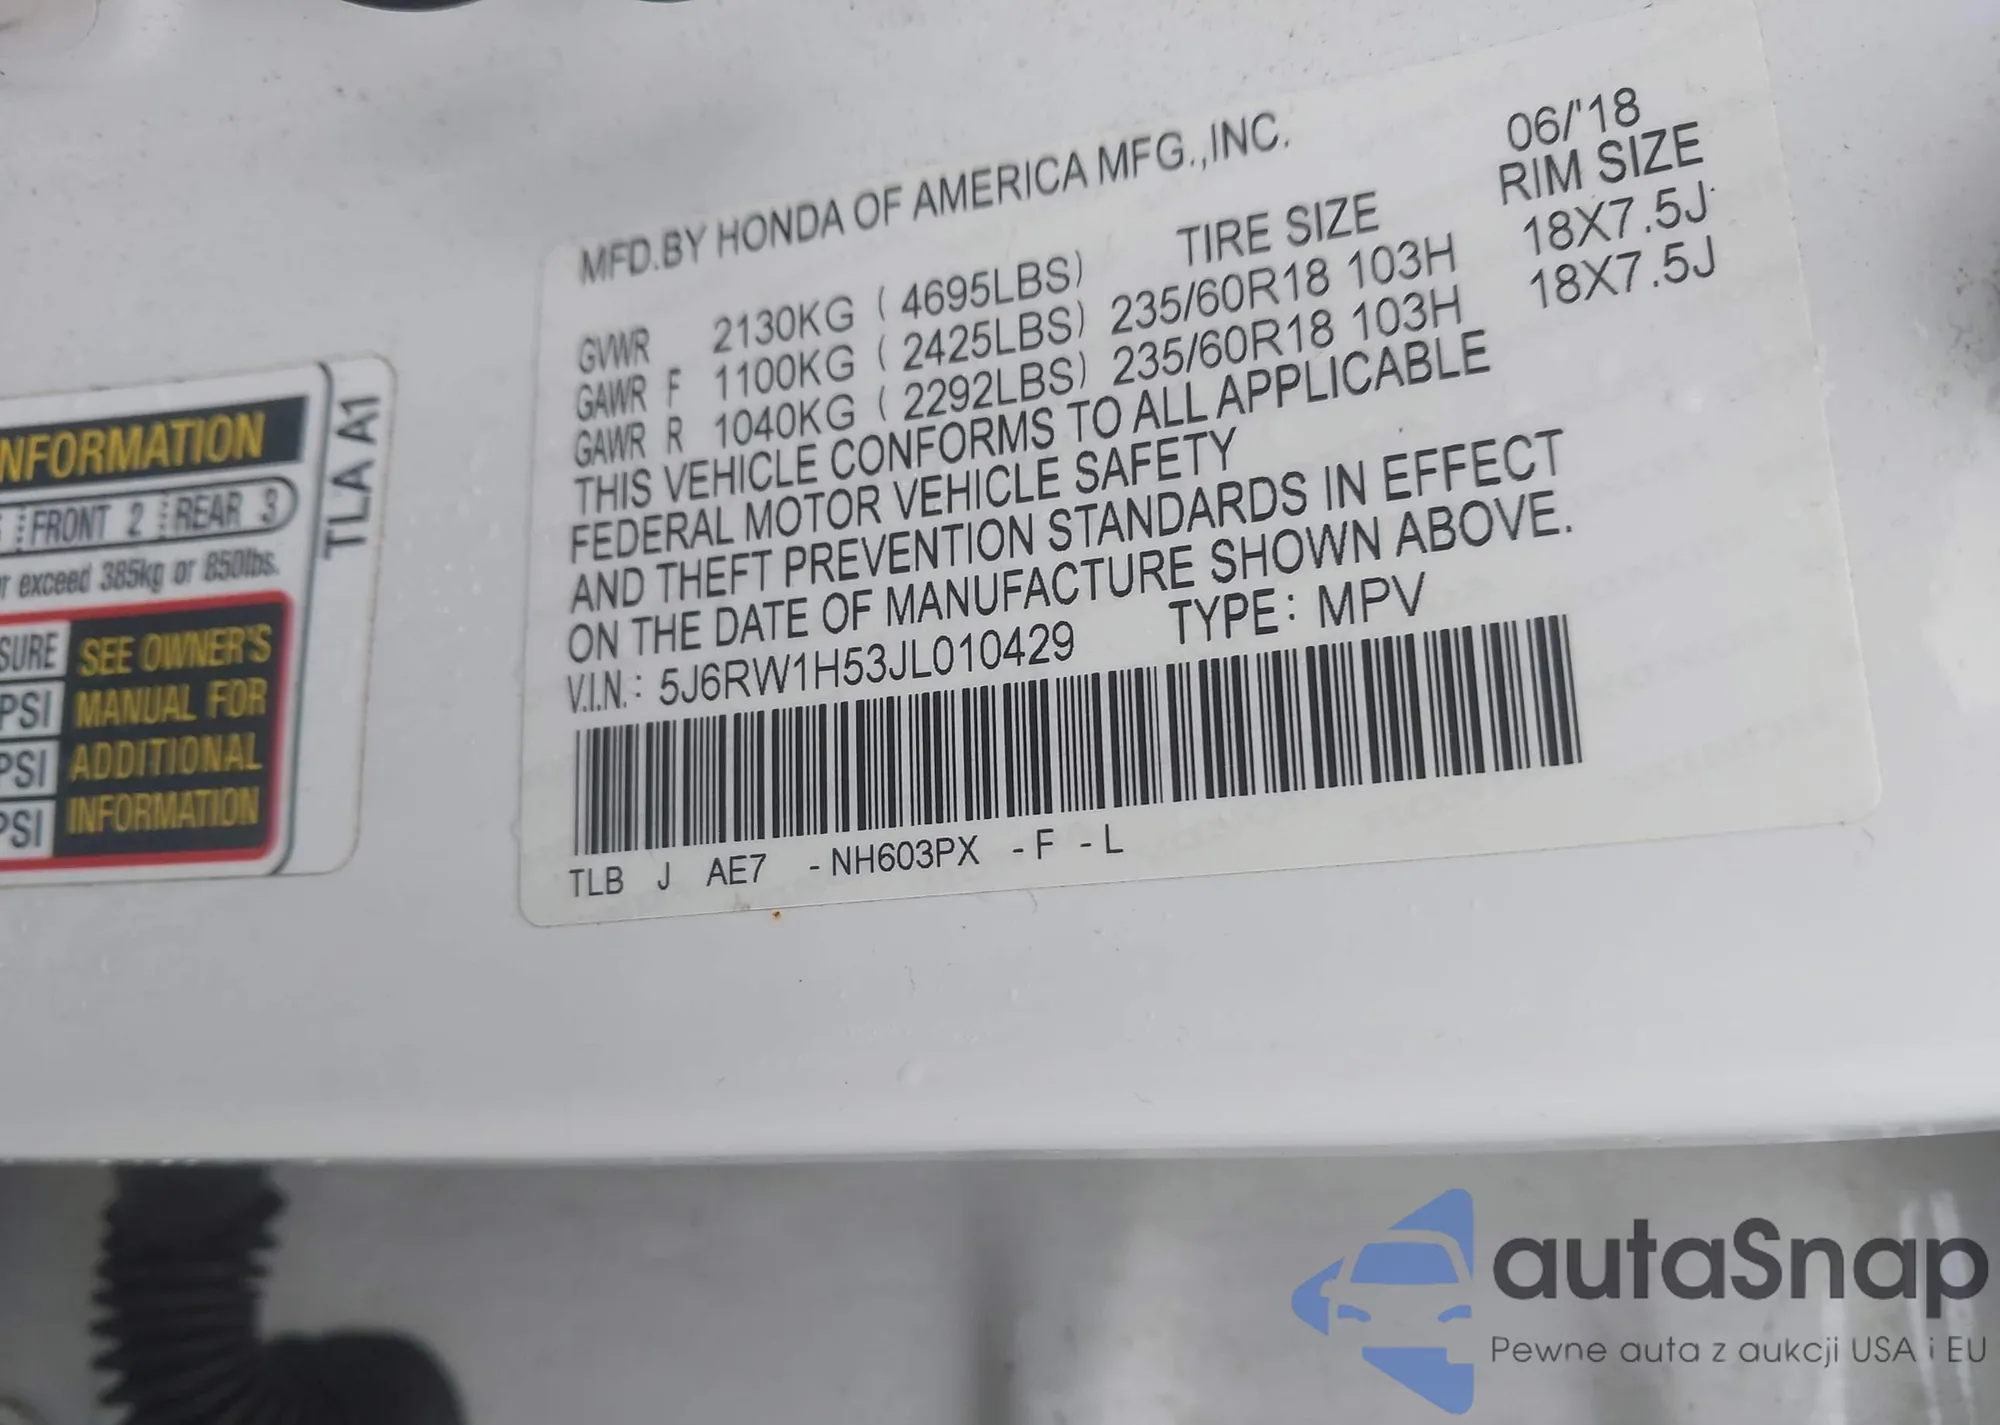 MFD.BY HONDA OF AMERICA MFG.,INC. 06/'18
TIRE SIZE RIM SIZE
GVWR 2130KG ( 4695LBS)
GAWR F 1100KG ( 2425LBS) 235/60R18 103H 18X7.5J
GAWR R 1040KG ( 2292LBS) 235/60R18 103H 18X7.5J
THIS VEHICLE CONFORMS TO ALL APPLICABLE
FEDERAL MOTOR VEHICLE SAFETY
AND THEFT PREVENTION STANDARDS IN EFFECT
ON THE DATE OF MANUFACTURE SHOWN ABOVE.
V.I.N.: 5J6RW1H53JL010429 TYPE: MPV
TLB J AE7 -NH603PX -F -L
NFORMATION
FRONT 2 REAR 3
exceed 385kg or 850lbs.
SURE SEE OWNER'S
PSI MANUAL FOR
PSI ADDITIONAL
PSI INFORMATION
TLA A1
autaSnap
Pewne auta z aukcji USA i EU